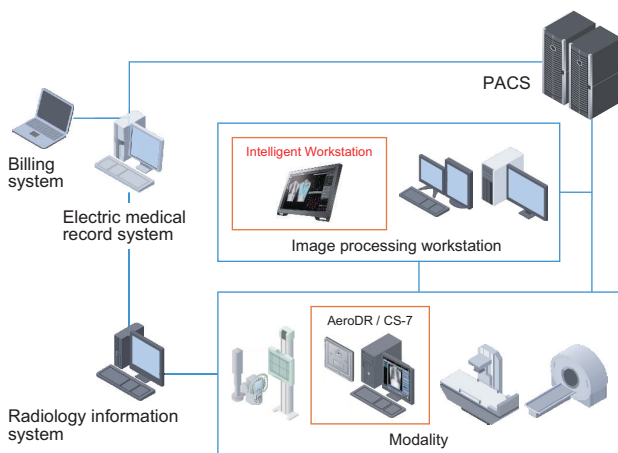 PACS
Intelligent Workstation
Billing
system
Electric medical
record system
Image processing workstation
AeroDR / CS-7
Radiology information
system
Modality